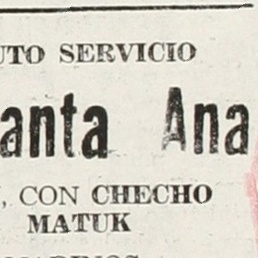 UTO SERVICIO
anta Ana
, CON CHECHO
MATUK